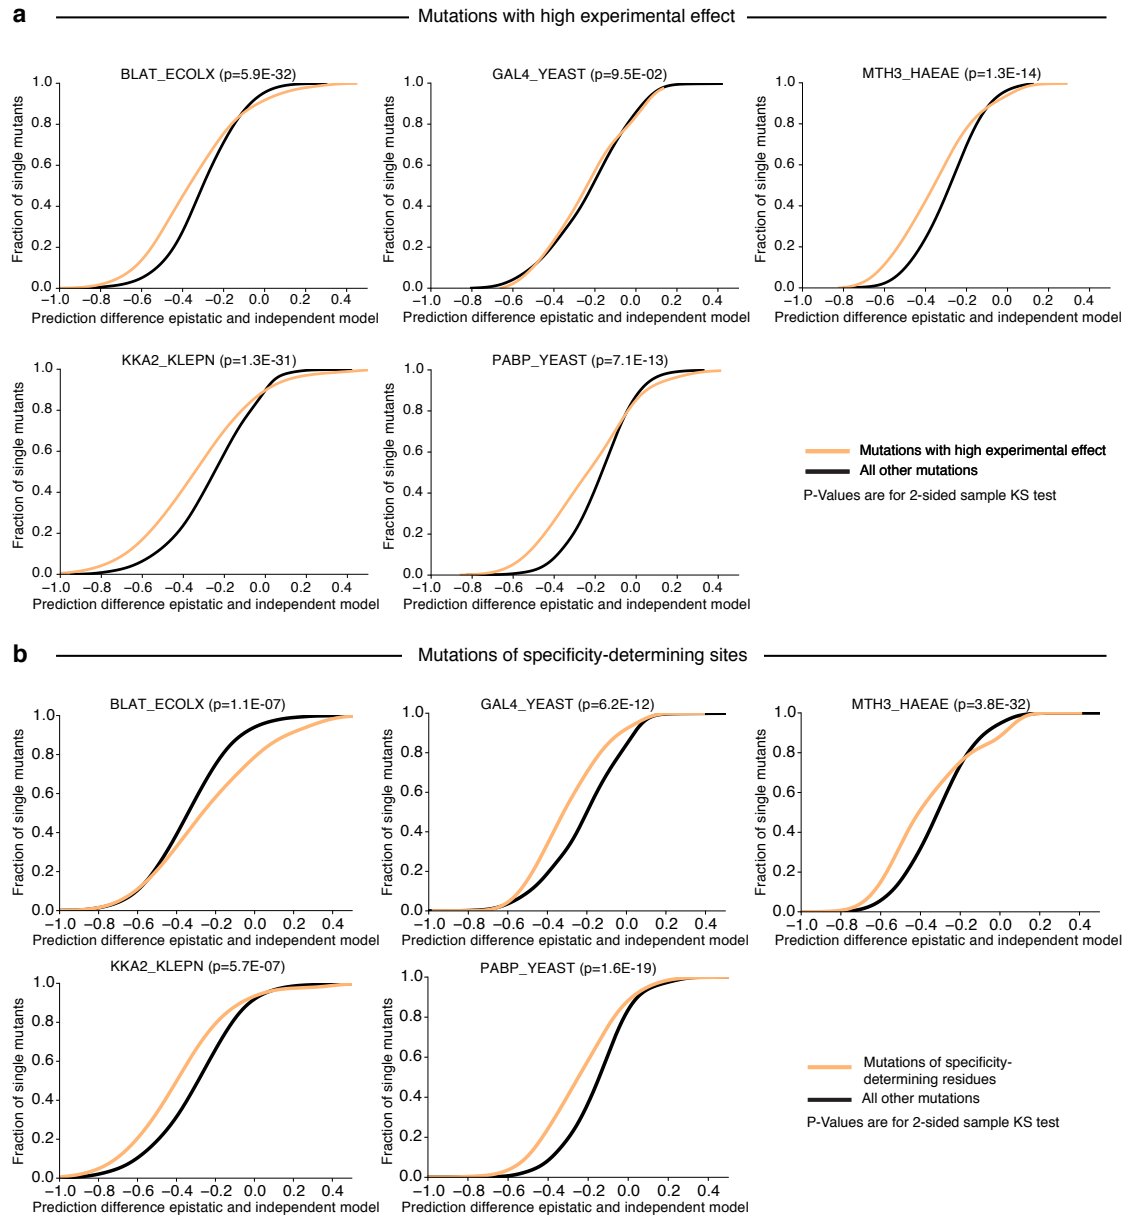 a
Mutations with high experimental effect
BLAT_ECOLX (p=5.9E-32)
Fraction of single mutants
1.0
0.8
0.6
0.4
0.2
0.0
−1.0 −0.8 −0.6 −0.4 −0.2 0.0 0.2 0.4
Prediction difference epistatic and independent model
GAL4_YEAST (p=9.5E-02)
Fraction of single mutants
1.0
0.8
0.6
0.4
0.2
0.0
−1.0 −0.8 −0.6 −0.4 −0.2 0.0 0.2 0.4
Prediction difference epistatic and independent model
MTH3_HAEAE (p=1.3E-14)
Fraction of single mutants
1.0
0.8
0.6
0.4
0.2
0.0
−1.0 −0.8 −0.6 −0.4 −0.2 0.0 0.2 0.4
Prediction difference epistatic and independent model
KKA2_KLEPN (p=1.3E-31)
Fraction of single mutants
1.0
0.8
0.6
0.4
0.2
0.0
−1.0 −0.8 −0.6 −0.4 −0.2 0.0 0.2 0.4
Prediction difference epistatic and independent model
PABP_YEAST (p=7.1E-13)
Fraction of single mutants
1.0
0.8
0.6
0.4
0.2
0.0
−1.0 −0.8 −0.6 −0.4 −0.2 0.0 0.2 0.4
Prediction difference epistatic and independent model
Mutations with high experimental effect
All other mutations
P-Values are for 2-sided sample KS test
b
Mutations of specificity-determining sites
BLAT_ECOLX (p=1.1E-07)
Fraction of single mutants
1.0
0.8
0.6
0.4
0.2
0.0
−1.0 −0.8 −0.6 −0.4 −0.2 0.0 0.2 0.4
Prediction difference epistatic and independent model
GAL4_YEAST (p=6.2E-12)
Fraction of single mutants
1.0
0.8
0.6
0.4
0.2
0.0
−1.0 −0.8 −0.6 −0.4 −0.2 0.0 0.2 0.4
Prediction difference epistatic and independent model
MTH3_HAEAE (p=3.8E-32)
Fraction of single mutants
1.0
0.8
0.6
0.4
0.2
0.0
−1.0 −0.8 −0.6 −0.4 −0.2 0.0 0.2 0.4
Prediction difference epistatic and independent model
KKA2_KLEPN (p=5.7E-07)
Fraction of single mutants
1.0
0.8
0.6
0.4
0.2
0.0
−1.0 −0.8 −0.6 −0.4 −0.2 0.0 0.2 0.4
Prediction difference epistatic and independent model
PABP_YEAST (p=1.6E-19)
Fraction of single mutants
1.0
0.8
0.6
0.4
0.2
0.0
−1.0 −0.8 −0.6 −0.4 −0.2 0.0 0.2 0.4
Prediction difference epistatic and independent model
Mutations of specificity-
determining residues
All other mutations
P-Values are for 2-sided sample KS test